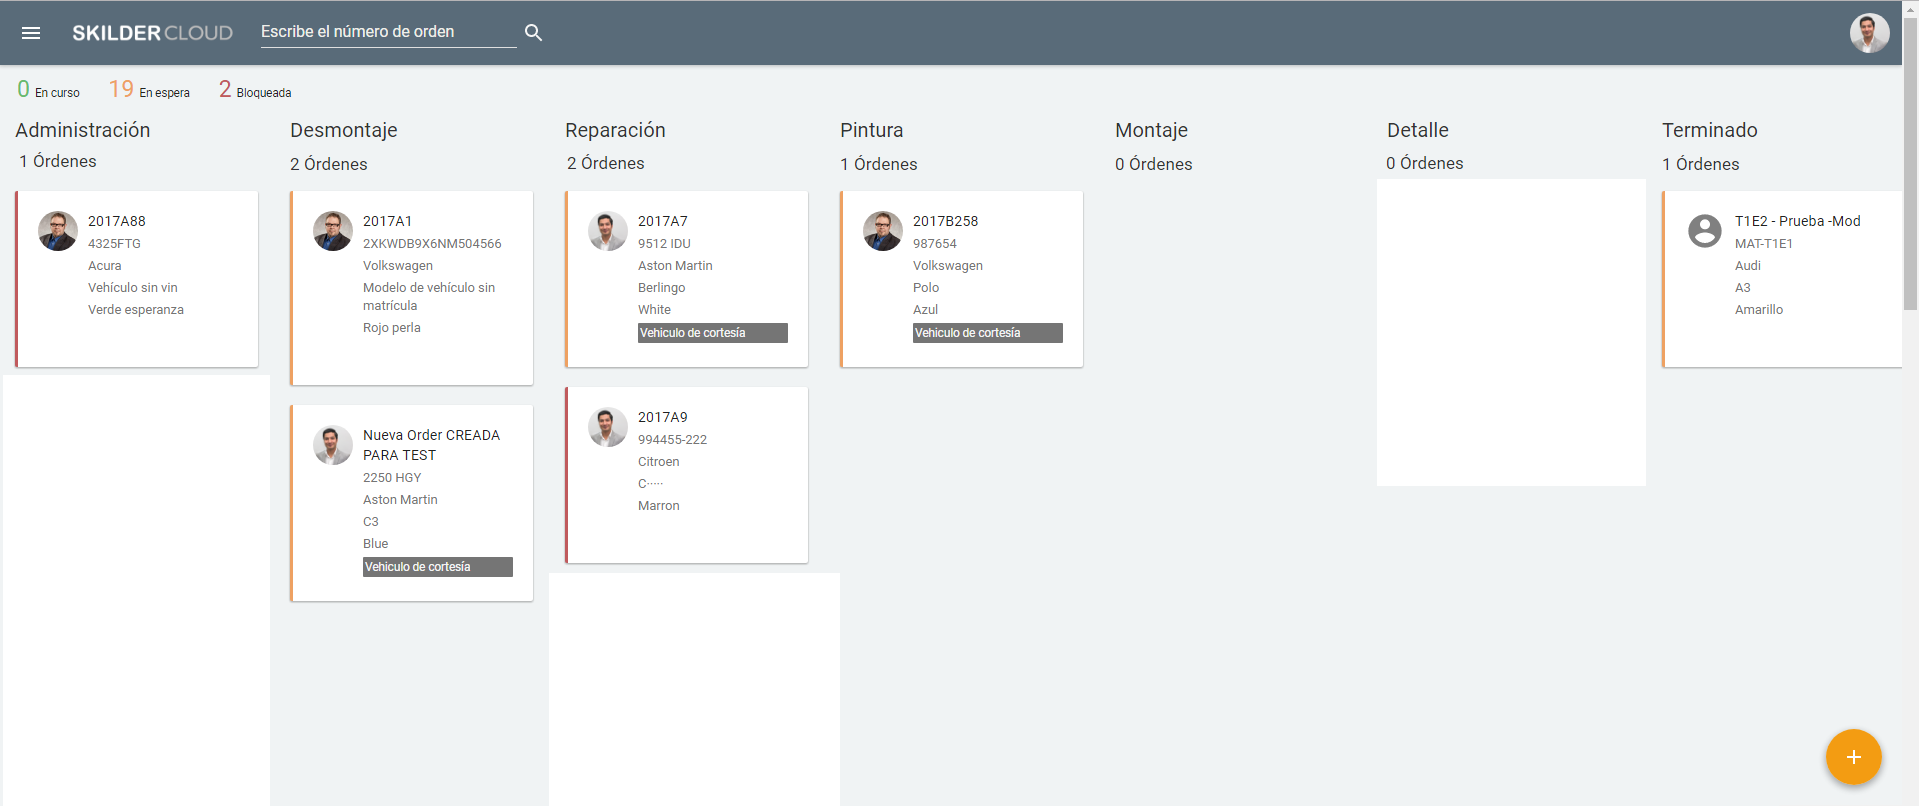 SKILDER CLOUD
Escribe el número de orden
0 En curso
19 En espera
2 Bloqueada
Administración
1 Órdenes
2017A88
4325FTG
Acura
Vehículo sin vin
Verde esperanza
Desmontaje
2 Órdenes
2017A1
2XKWDB9X6NM504566
Volkswagen
Modelo de vehículo sin
matrícula
Rojo perla
Nueva Order CREADA
PARA TEST
2250 HGY
Aston Martin
C3
Blue
Vehiculo de cortesía
Reparación
2 Órdenes
2017A7
9512 IDU
Aston Martin
Berlingo
White
Vehiculo de cortesía
2017A9
994455-222
Citroen
C·····
Marron
Pintura
1 Órdenes
2017B258
987654
Volkswagen
Polo
Azul
Vehiculo de cortesía
Montaje
0 Órdenes
Detalle
0 Órdenes
Terminado
1 Órdenes
T1E2 - Prueba -Mod
MAT-T1E1
Audi
A3
Amarillo